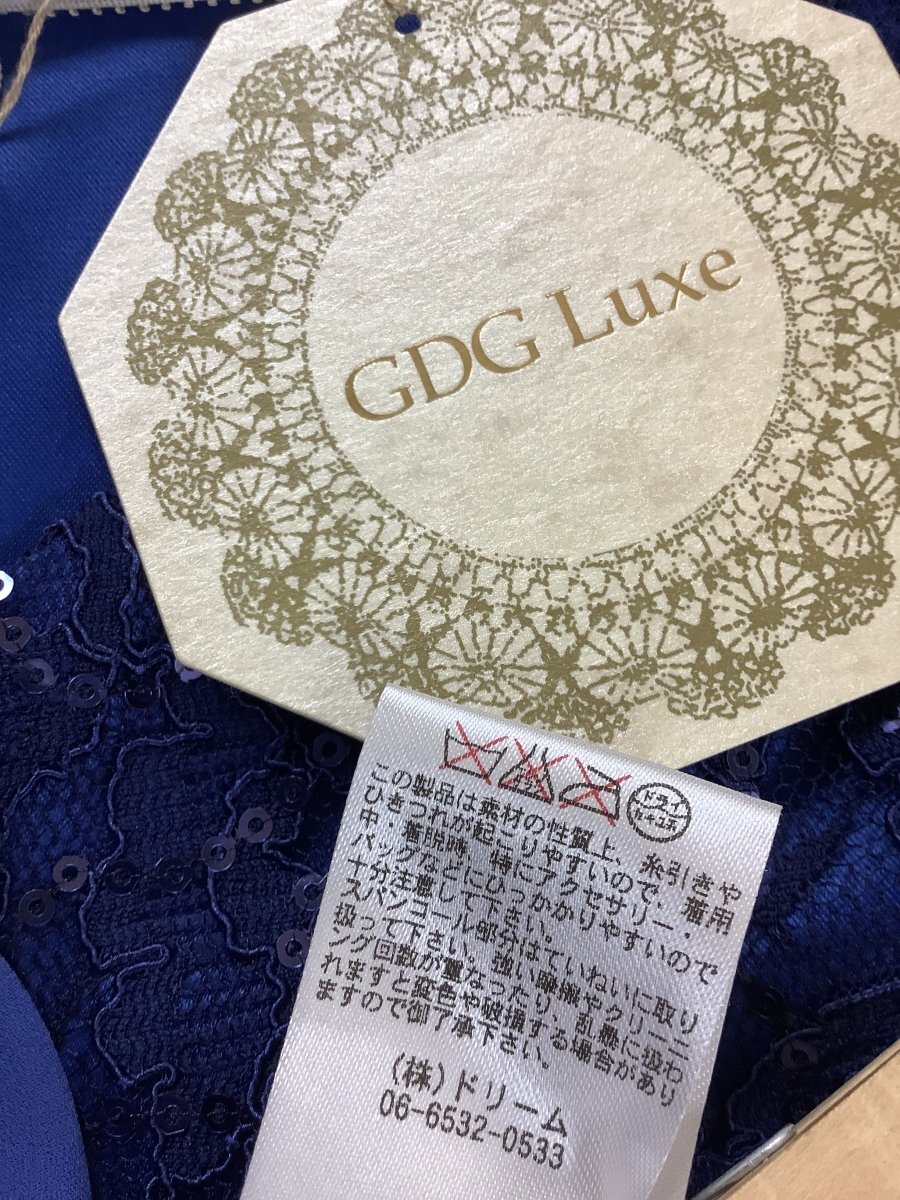 GDG Luxe
ドライ
セキユ系
この製品は素材の性質上、糸引きや
ひきつれが起こりやすいので、着用
中・着脱時、特にアクセサリー・
バッグなどにひっかかりやすいので
十分注意して下さい。
スパンコール部分はていねいに取り
扱って下さい。強い摩擦やクリーニ
ング回数が重なったり、乱暴に扱わ
れますと変色や破損する場合があり
ますので御了承下さい。
(株)ドリーム
06-6532-0533